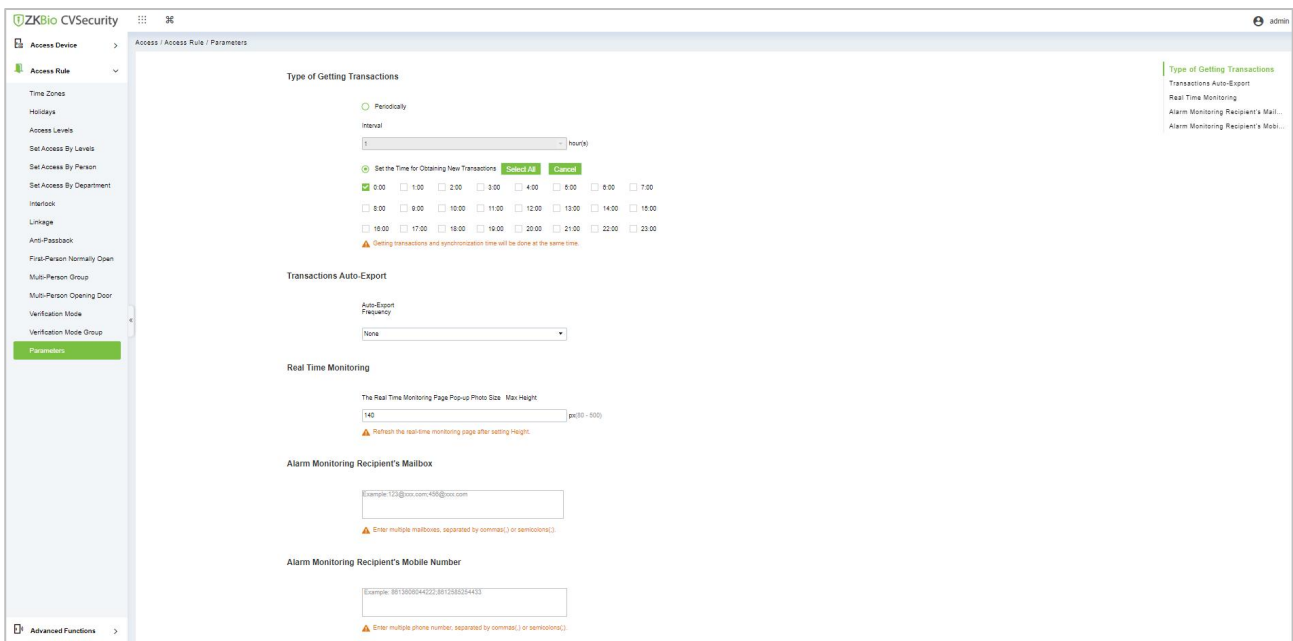 ZKBio CVSecurity
admin
Access Device
Access / Access Rule / Parameters
Access Rule
Time Zones
Holidays
Access Levels
Set Access By Levels
Set Access By Person
Set Access By Department
Interlock
Linkage
Anti-Passback
First-Person Normally Open
Multi-Person Group
Multi-Person Opening Door
Verification Mode
Verification Mode Group
Parameters
Advanced Functions
Type of Getting Transactions
Periodically
Interval
1 hour(s)
Set the Time for Obtaining New Transactions Select All Cancel
0:00 1:00 2:00 3:00 4:00 5:00 6:00 7:00
8:00 9:00 10:00 11:00 12:00 13:00 14:00 15:00
16:00 17:00 18:00 19:00 20:00 21:00 22:00 23:00
Getting transactions and synchronization time will be done at the same time.
Transactions Auto-Export
Auto-Export
Frequency
None
Real Time Monitoring
The Real Time Monitoring Page Pop-up Photo Size Max Height
140 px(80 - 500)
Refresh the real-time monitoring page after setting Height.
Alarm Monitoring Recipient's Mailbox
Example:123@xxx.com;456@xxx.com
Enter multiple mailboxes, separated by commas(,) or semicolons(;).
Alarm Monitoring Recipient's Mobile Number
Example: 8613606044222;8612585254433
Enter multiple phone number, separated by commas(,) or semicolons(;).
Type of Getting Transactions
Transactions Auto-Export
Real Time Monitoring
Alarm Monitoring Recipient's Mail...
Alarm Monitoring Recipient's Mobi...